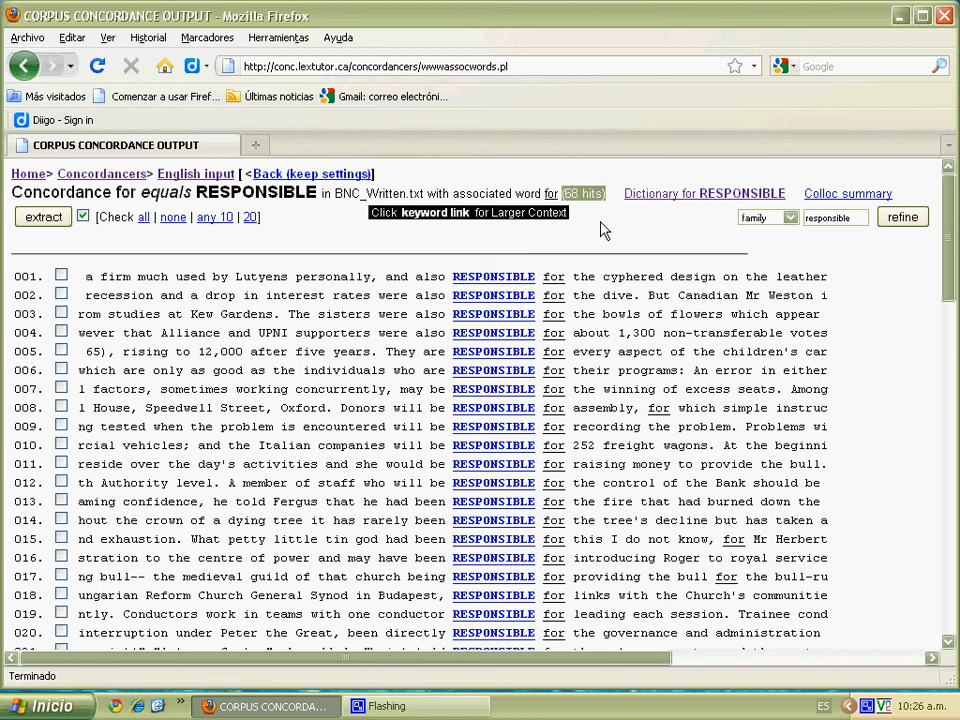 CORPUS CONCORDANCE OUTPUT - Mozilla Firefox
Archivo Editar Ver Historial Marcadores Herramientas Ayuda
http://conc.lextutor.ca/concordancers/wwwassocwords.pl Google
Más visitados Comenzar a usar Firef... Últimas noticias Gmail: correo electróni...
Diigo - Sign in
CORPUS CONCORDANCE OUTPUT
Home> Concordancers> English input [ <Back (keep settings)]
Concordance for equals RESPONSIBLE in BNC_Written.txt with associated word for (68 hits) Dictionary for RESPONSIBLE Colloc summary
extract [Check all | none | any 10 | 20] Click keyword link for Larger Context family responsible refine
001. a firm much used by Lutyens personally, and also RESPONSIBLE for the cyphered design on the leather
002. recession and a drop in interest rates were also RESPONSIBLE for the dive. But Canadian Mr Weston i
003. rom studies at Kew Gardens. The sisters were also RESPONSIBLE for the bowls of flowers which appear
004. wever that Alliance and UPNI supporters were also RESPONSIBLE for about 1,300 non-transferable votes
005. 65), rising to 12,000 after five years. They are RESPONSIBLE for every aspect of the children's car
006. which are only as good as the individuals who are RESPONSIBLE for their programs: An error in either
007. l factors, sometimes working concurrently, may be RESPONSIBLE for the winning of excess seats. Among
008. l House, Speedwell Street, Oxford. Donors will be RESPONSIBLE for assembly, for which simple instruc
009. ng tested when the problem is encountered will be RESPONSIBLE for recording the problem. Problems wi
010. rcial vehicles; and the Italian companies will be RESPONSIBLE for 252 freight wagons. At the beginni
011. reside over the day's activities and she would be RESPONSIBLE for raising money to provide the bull.
012. th Authority level. A member of staff who will be RESPONSIBLE for the control of the Bank should be
013. aming confidence, he told Fergus that he had been RESPONSIBLE for the fire that had burned down the
014. hout the crown of a dying tree it has rarely been RESPONSIBLE for the tree's decline but has taken a
015. nd exhaustion. What petty little tin god had been RESPONSIBLE for this I do not know, for Mr Herbert
016. stration to the centre of power and may have been RESPONSIBLE for introducing Roger to royal service
017. ng bull-- the medieval guild of that church being RESPONSIBLE for providing the bull for the bull-ru
018. ungarian Reform Church General Synod in Budapest, RESPONSIBLE for links with the Church's communitie
019. ntly. Conductors work in teams with one conductor RESPONSIBLE for leading each session. Trainee cond
020. interruption under Peter the Great, been directly RESPONSIBLE for the governance and administration
Terminado
Inicio CORPUS CONCORDA... Flashing ES 10:26 a.m.